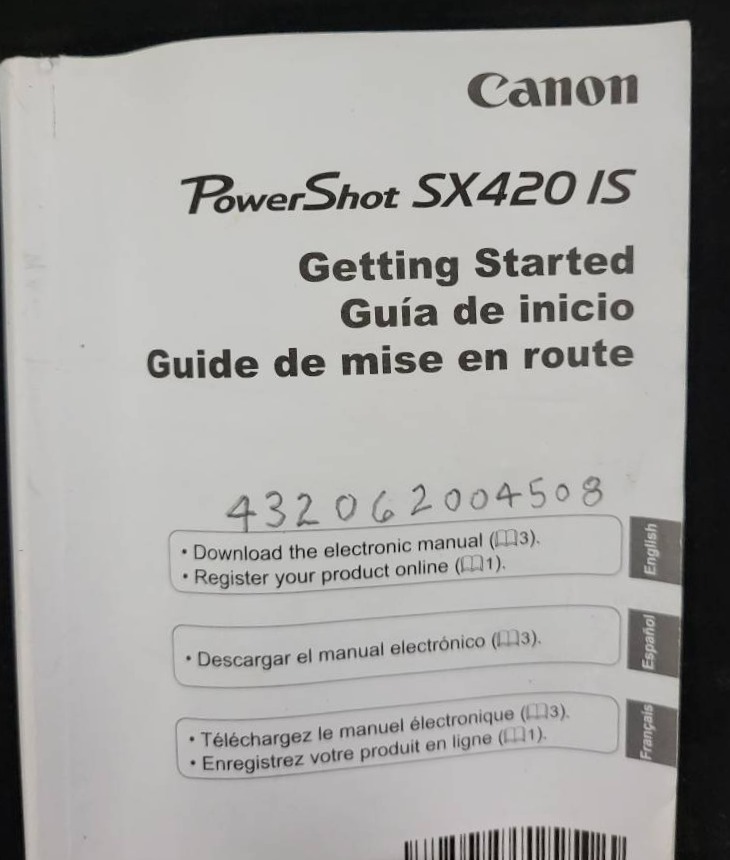 Canon
PowerShot SX420 IS
Getting Started
Guía de inicio
Guide de mise en route
432062004508
• Download the electronic manual (3).
• Register your product online (1).
English
• Descargar el manual electrónico (3).
Español
• Téléchargez le manuel électronique (3).
• Enregistrez votre produit en ligne (1).
Français